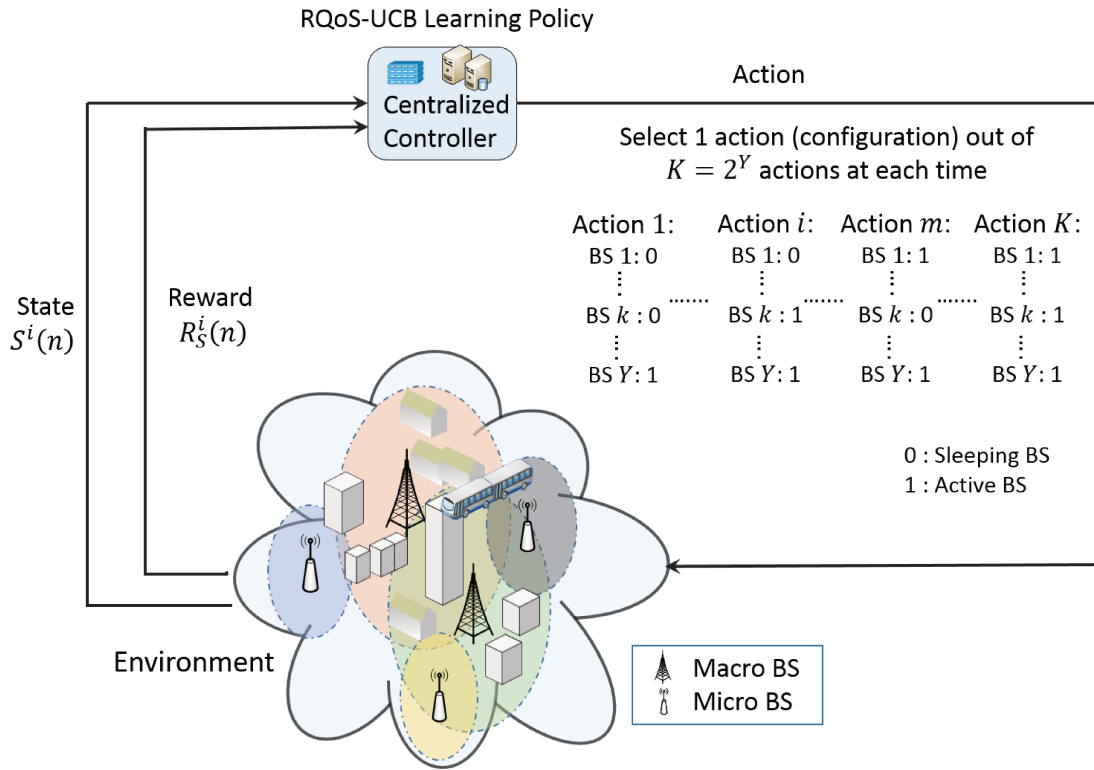 RQoS-UCB Learning Policy
Centralized
Controller
Action
Select 1 action (configuration) out of
K = 2^Y actions at each time
Action 1: Action i: Action m: Action K:
BS 1: 0 BS 1: 0 BS 1: 1 BS 1: 1
BS k : 0 ....... BS k : 1 ....... BS k : 0 ....... BS k : 1
BS Y: 1 BS Y: 1 BS Y: 1 BS Y: 1
State
S^i(n)
Reward
R_S^i(n)
0 : Sleeping BS
1 : Active BS
Environment
Macro BS
Micro BS